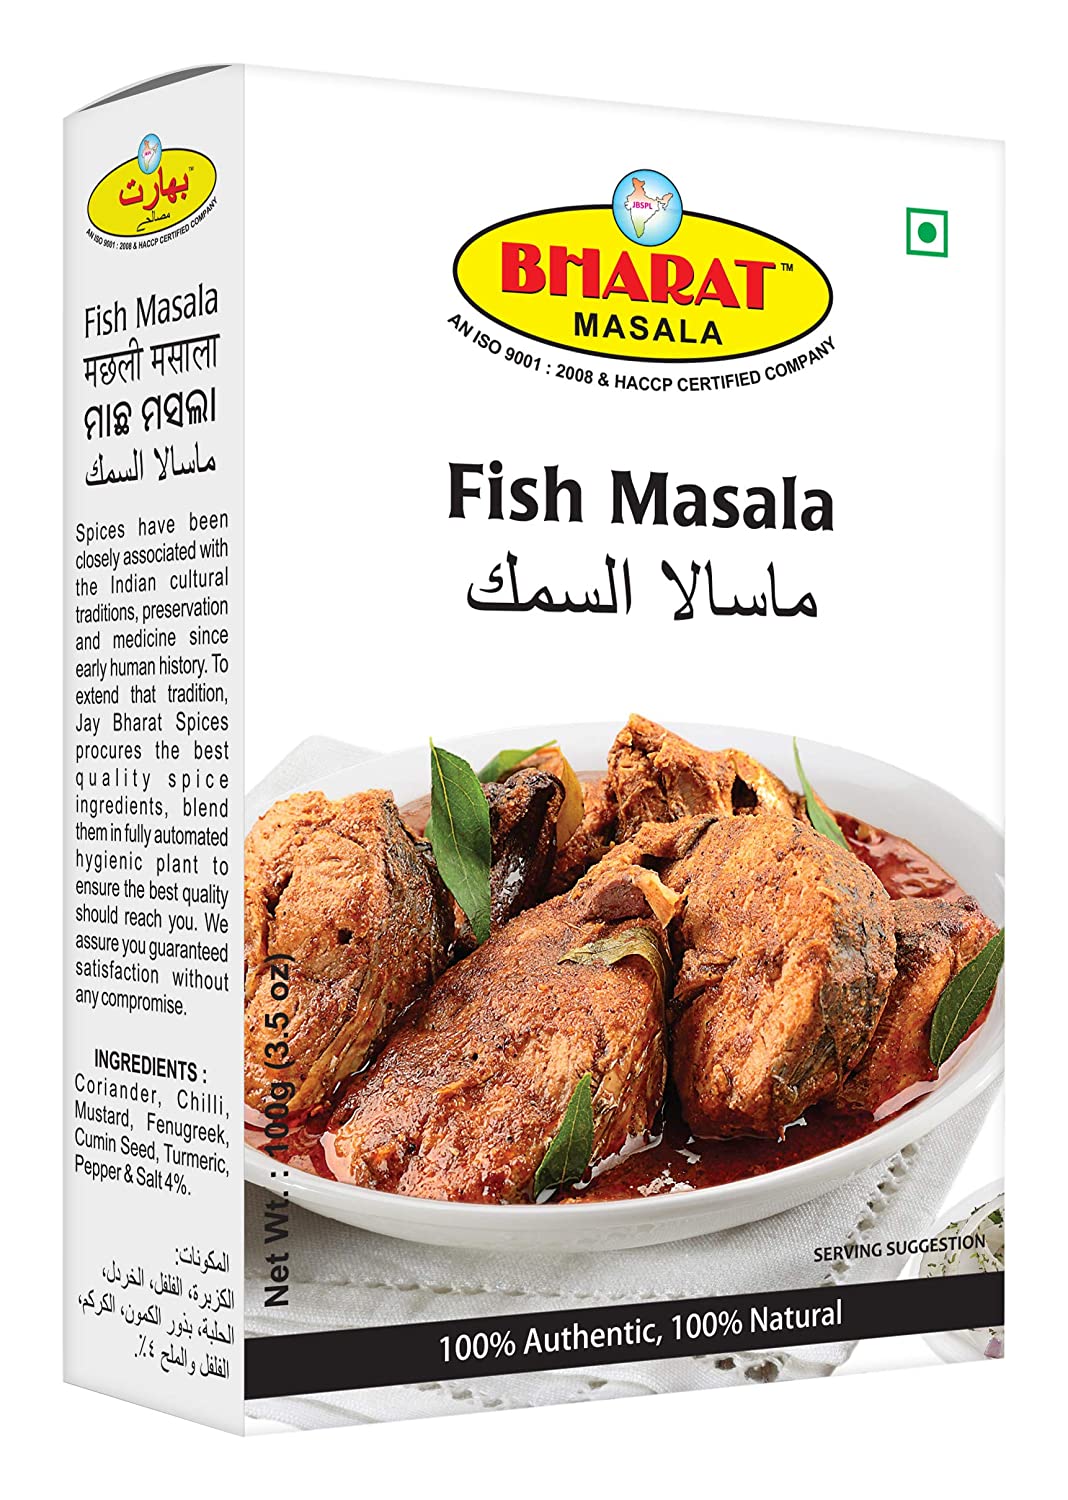 بھارت™
مصالحے
AN ISO 9001 : 2008 & HACCP CERTIFIED COMPANY
Fish Masala
मछली मसाला
ମାଛ ମସଲା
ماسالا السمك
Spices have been
closely associated with
the Indian cultural
traditions, preservation
and medicine since
early human history. To
extend that tradition,
Jay Bharat Spices
procures the best
quality spice
ingredients, blend
them in fully automated
hygienic plant to
ensure the best quality
should reach you. We
assure you guaranteed
satisfaction without
any compromise.
INGREDIENTS :
Coriander, Chilli,
Mustard, Fenugreek,
Cumin Seed, Turmeric,
Pepper & Salt 4%.
المكونات:
الكزبرة، الفلفل، الخردل،
الحلبة، بذور الكمون، الكركم،
الفلفل والملح ٤٪.
JBSPL
BHARAT™
MASALA
AN ISO 9001 : 2008 & HACCP CERTIFIED COMPANY
Fish Masala
ماسالا السمك
Net Wt. : 100g (3.5 oz)
SERVING SUGGESTION
100% Authentic, 100% Natural